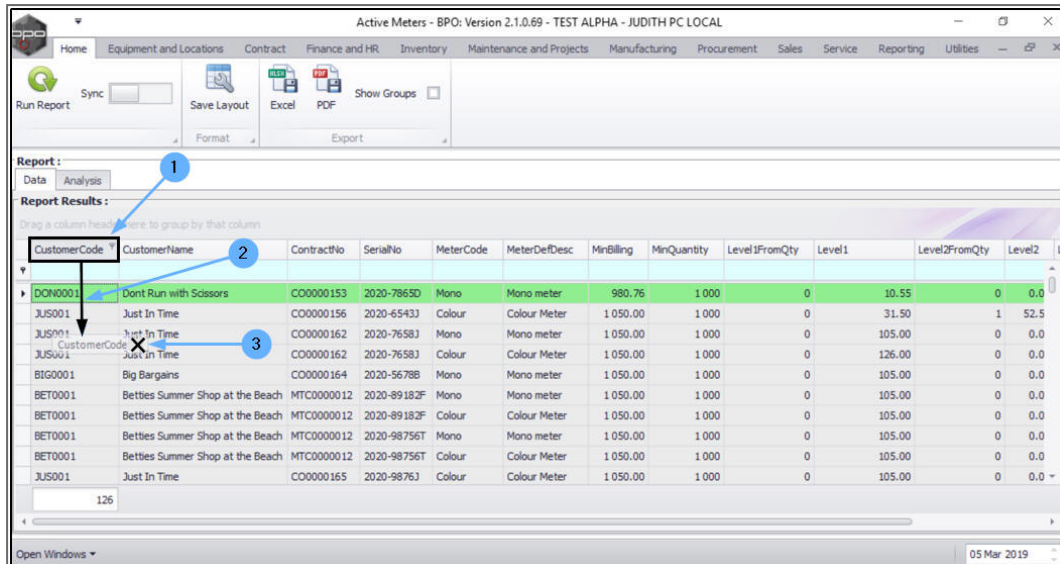 bpo
Active Meters - BPO: Version 2.1.0.69 - TEST ALPHA - JUDITH PC LOCAL
Home Equipment and Locations Contract Finance and HR Inventory Maintenance and Projects Manufacturing Procurement Sales Service Reporting Utilities
Run Report Sync Save Layout Excel PDF Show Groups
Format Export
Report :
1
Data Analysis
Report Results :
Drag a column header here to group by that column
CustomerCode CustomerName ContractNo SerialNo MeterCode MeterDefDesc MinBilling MinQuantity Level1FromQty Level1 Level2FromQty Level2
2
DON0001 Dont Run with Scissors CO0000153 2020-7865D Mono Mono meter 980.76 1 000 0 10.55 0 0.0
JUS001 Just In Time CO0000156 2020-6543J Colour Colour Meter 1 050.00 1 000 0 31.50 1 52.5
JUS001 Just In Time CO0000162 2020-7658J Mono Mono meter 1 050.00 1 000 0 105.00 0 0.0
CustomerCode 3
JUS001 Just In Time CO0000162 2020-7658J Colour Colour Meter 1 050.00 1 000 0 126.00 0 0.0
BIG0001 Big Bargains CO0000164 2020-5678B Mono Mono meter 1 050.00 1 000 0 105.00 0 0.0
BET0001 Betties Summer Shop at the Beach MTC0000012 2020-89182F Mono Mono meter 1 050.00 1 000 0 105.00 0 0.0
BET0001 Betties Summer Shop at the Beach MTC0000012 2020-89182F Colour Colour Meter 1 050.00 1 000 0 105.00 0 0.0
BET0001 Betties Summer Shop at the Beach MTC0000012 2020-98756T Mono Mono meter 1 050.00 1 000 0 105.00 0 0.0
BET0001 Betties Summer Shop at the Beach MTC0000012 2020-98756T Colour Colour Meter 1 050.00 1 000 0 105.00 0 0.0
JUS001 Just In Time CO0000165 2020-9876J Colour Colour Meter 1 050.00 1 000 0 105.00 0 0.0
126
Open Windows 05 Mar 2019